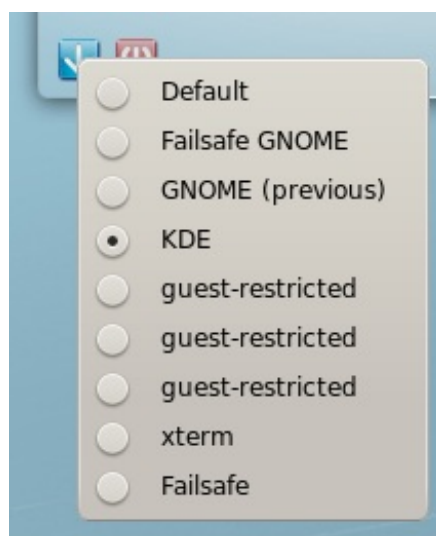 Default
Failsafe GNOME
GNOME (previous)
KDE
guest-restricted
guest-restricted
guest-restricted
xterm
Failsafe